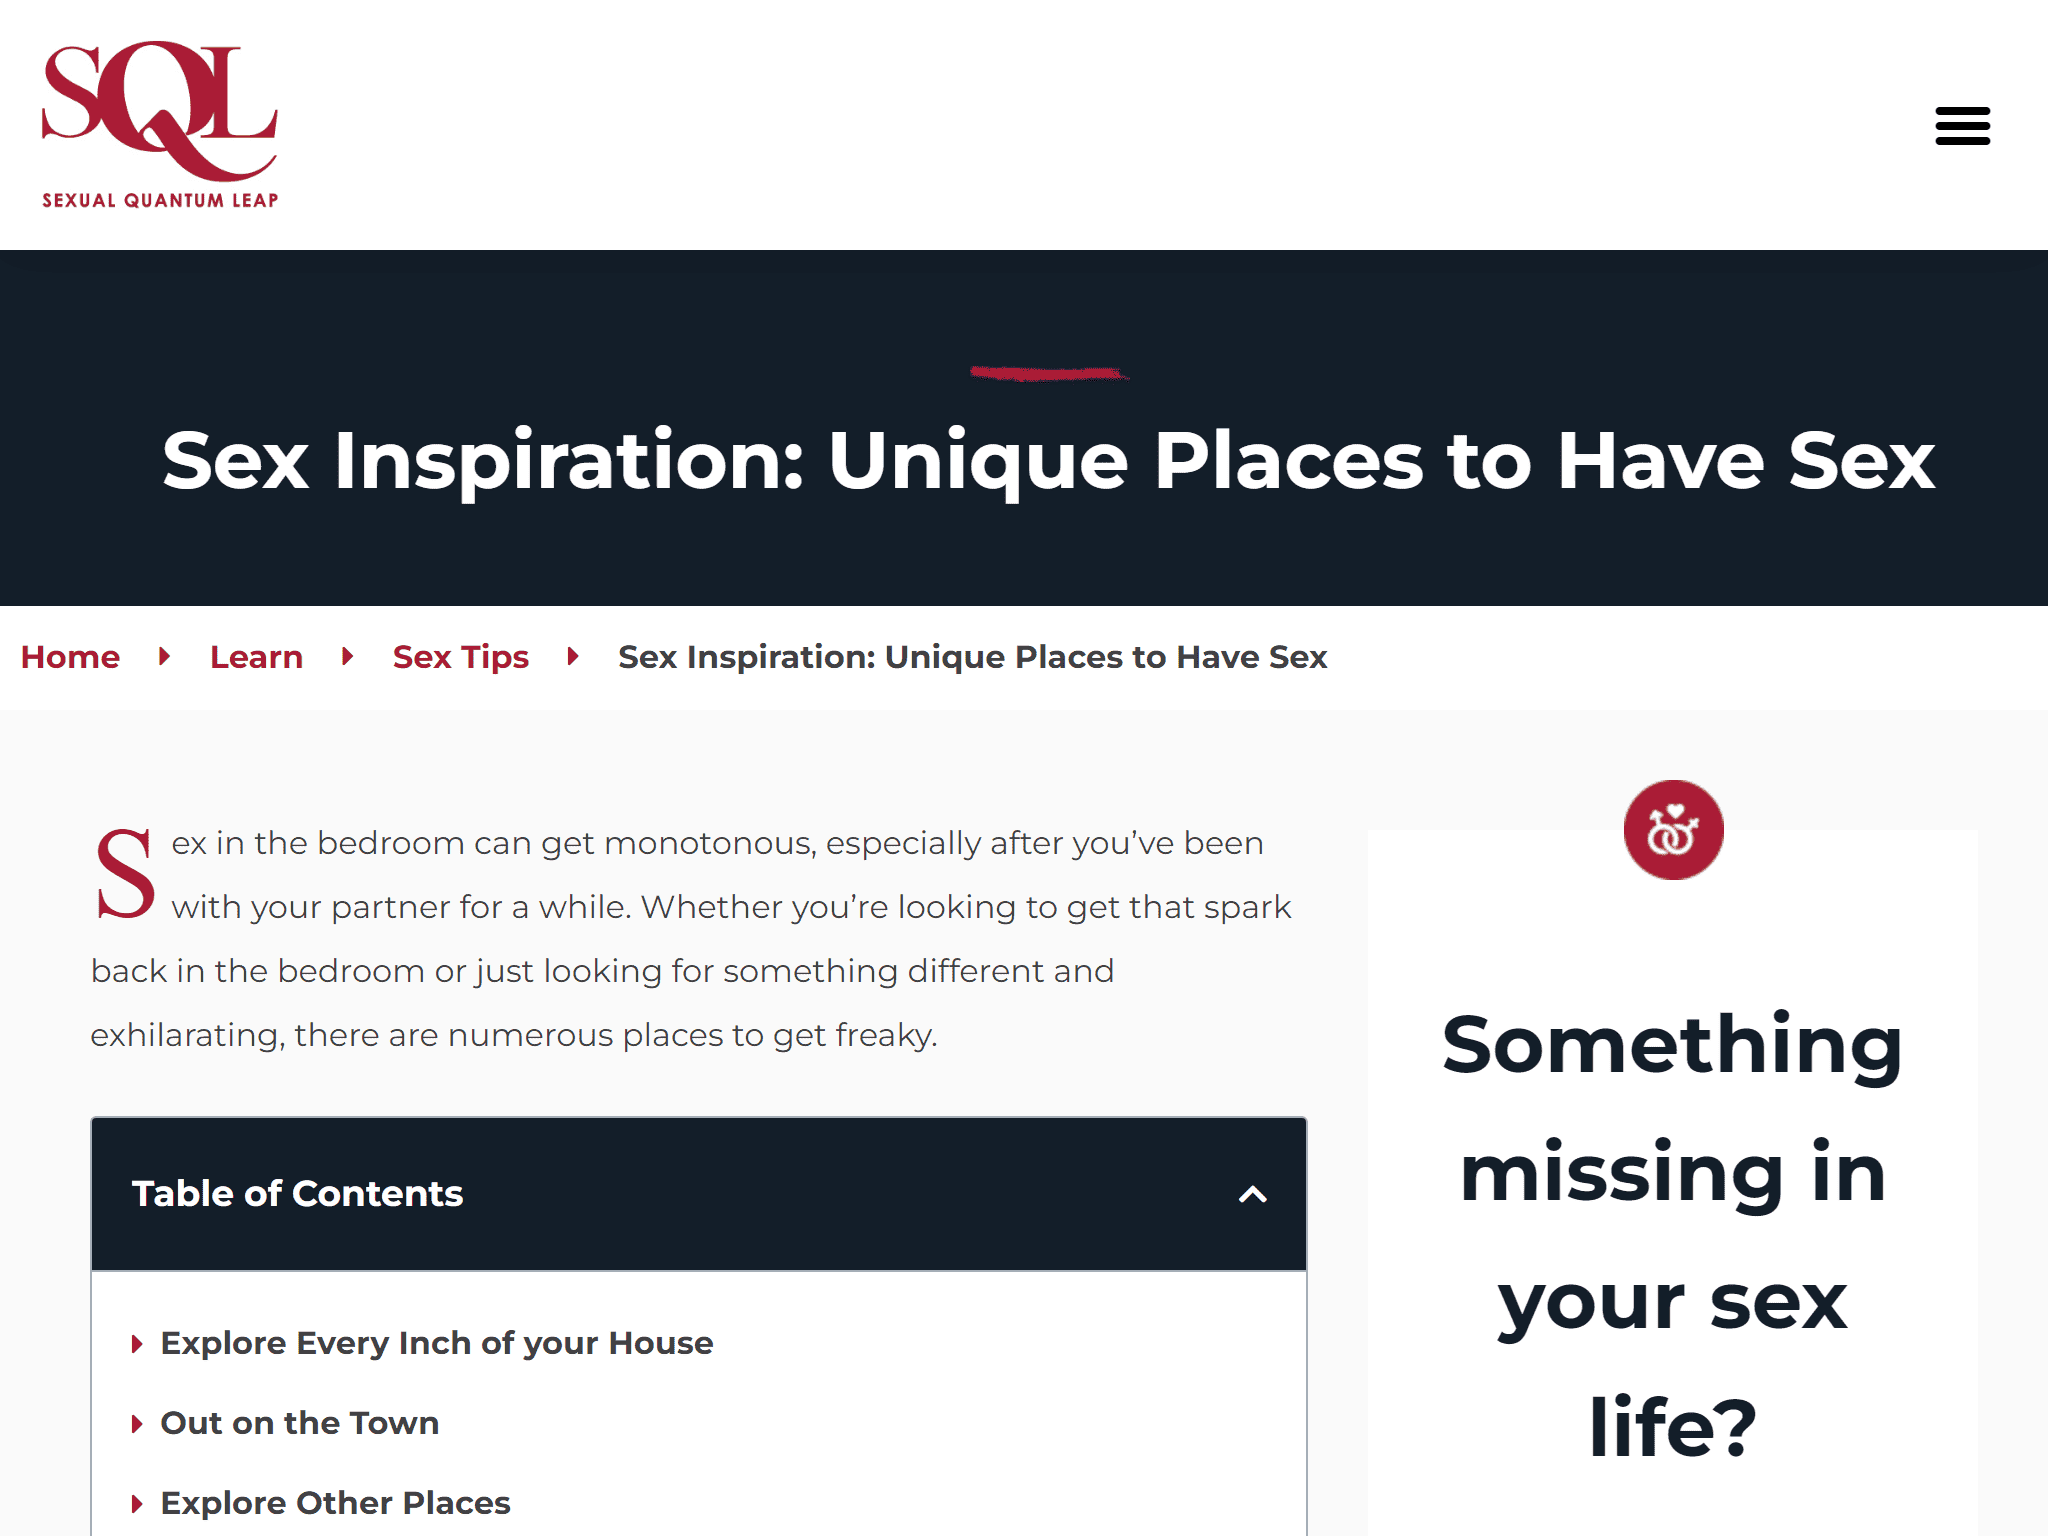 SQL
SEXUAL QUANTUM LEAP
Sex Inspiration: Unique Places to Have Sex
Home Learn Sex Tips Sex Inspiration: Unique Places to Have Sex
Sex in the bedroom can get monotonous, especially after you’ve been
with your partner for a while. Whether you’re looking to get that spark
back in the bedroom or just looking for something different and
exhilarating, there are numerous places to get freaky.
Table of Contents
Explore Every Inch of your House
Out on the Town
Explore Other Places
Something
missing in
your sex
life?